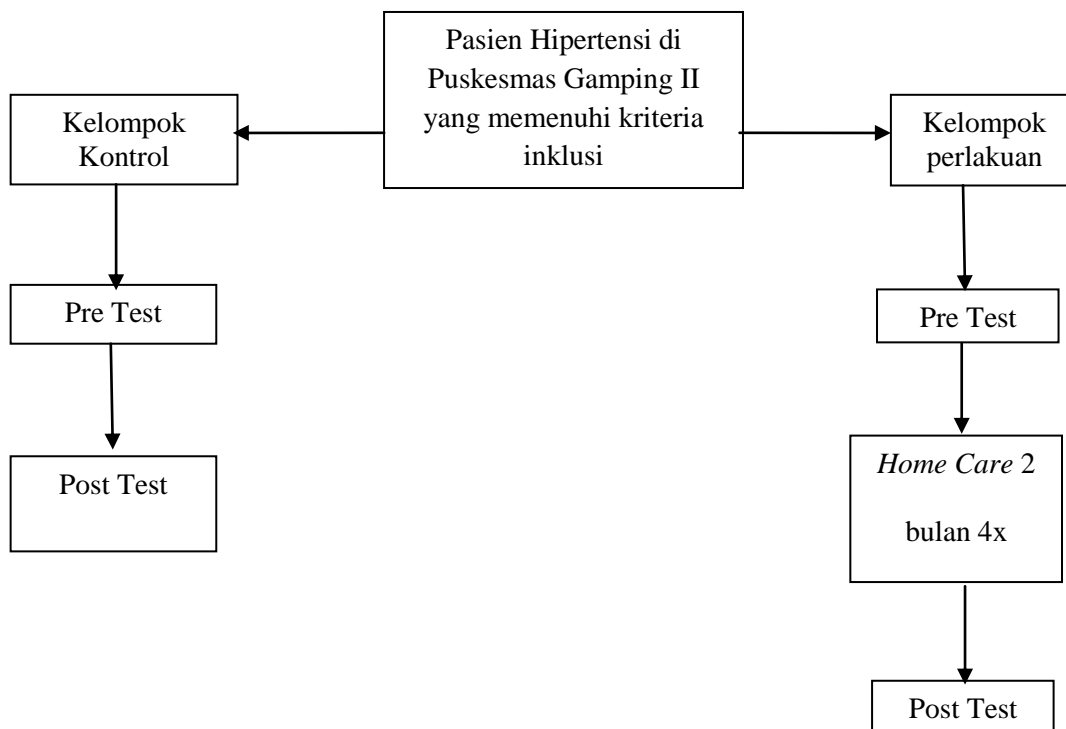 Pasien Hipertensi di
Puskesmas Gamping II
yang memenuhi kriteria
inklusi
Kelompok
Kontrol
Kelompok
perlakuan
Pre Test
Pre Test
Post Test
Home Care 2
bulan 4x
Post Test